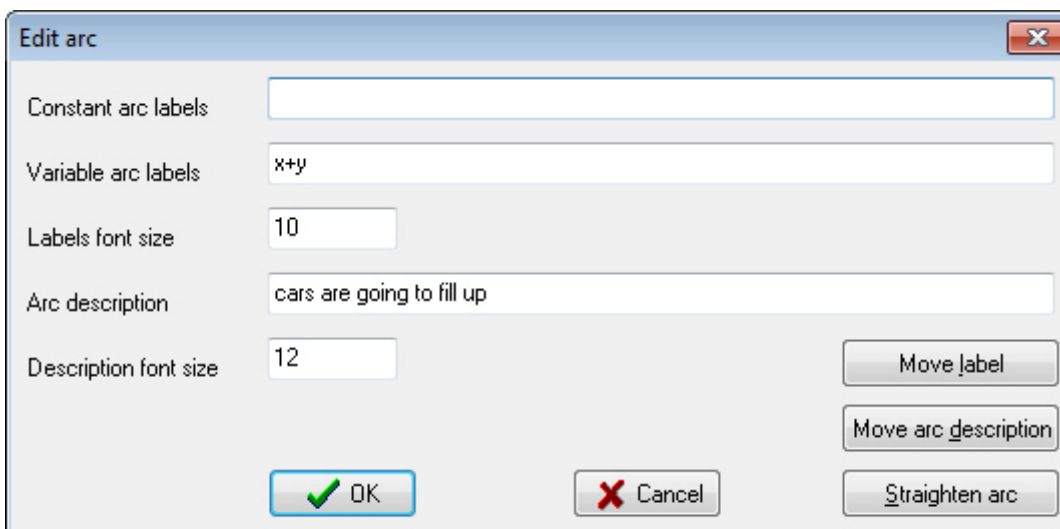 Edit arc
Constant arc labels
Variable arc labels x+y
Labels font size 10
Arc description cars are going to fill up
Description font size 12
Move label
Move arc description
OK Cancel Straighten arc